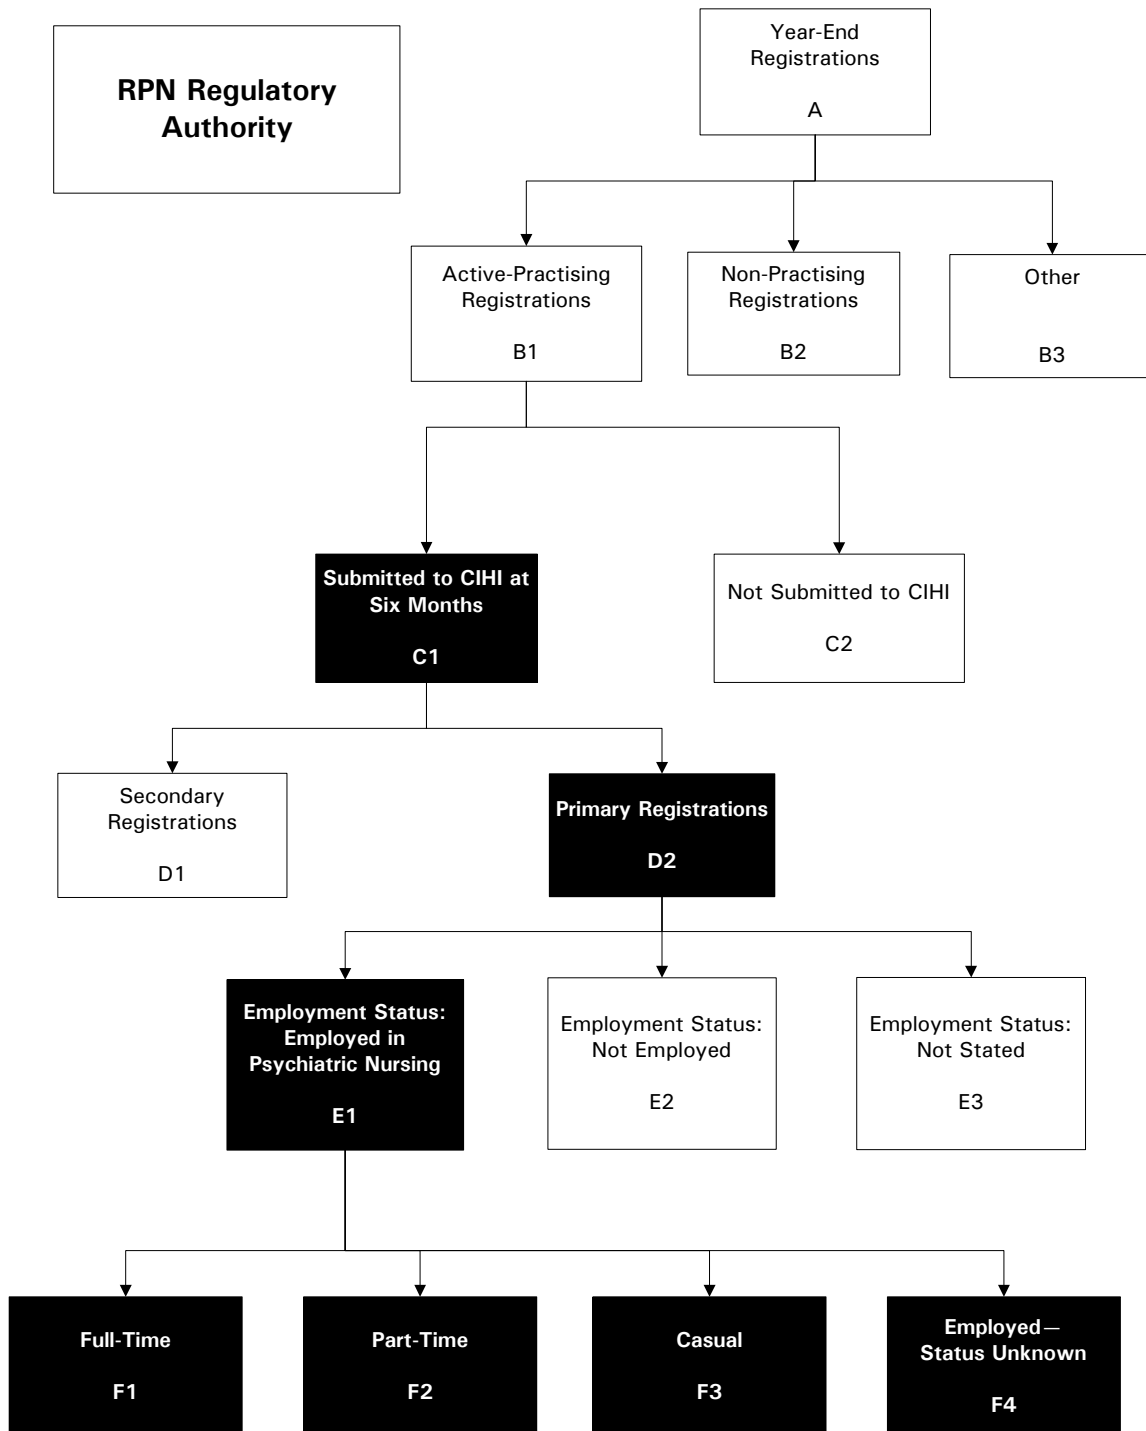 RPN Regulatory
Authority
Year-End
Registrations
A
Active-Practising
Registrations
B1
Non-Practising
Registrations
B2
Other
B3
Submitted to CIHI at
Six Months
C1
Not Submitted to CIHI
C2
Secondary
Registrations
D1
Primary Registrations
D2
Employment Status:
Employed in
Psychiatric Nursing
E1
Employment Status:
Not Employed
E2
Employment Status:
Not Stated
E3
Full-Time
F1
Part-Time
F2
Casual
F3
Employed—
Status Unknown
F4